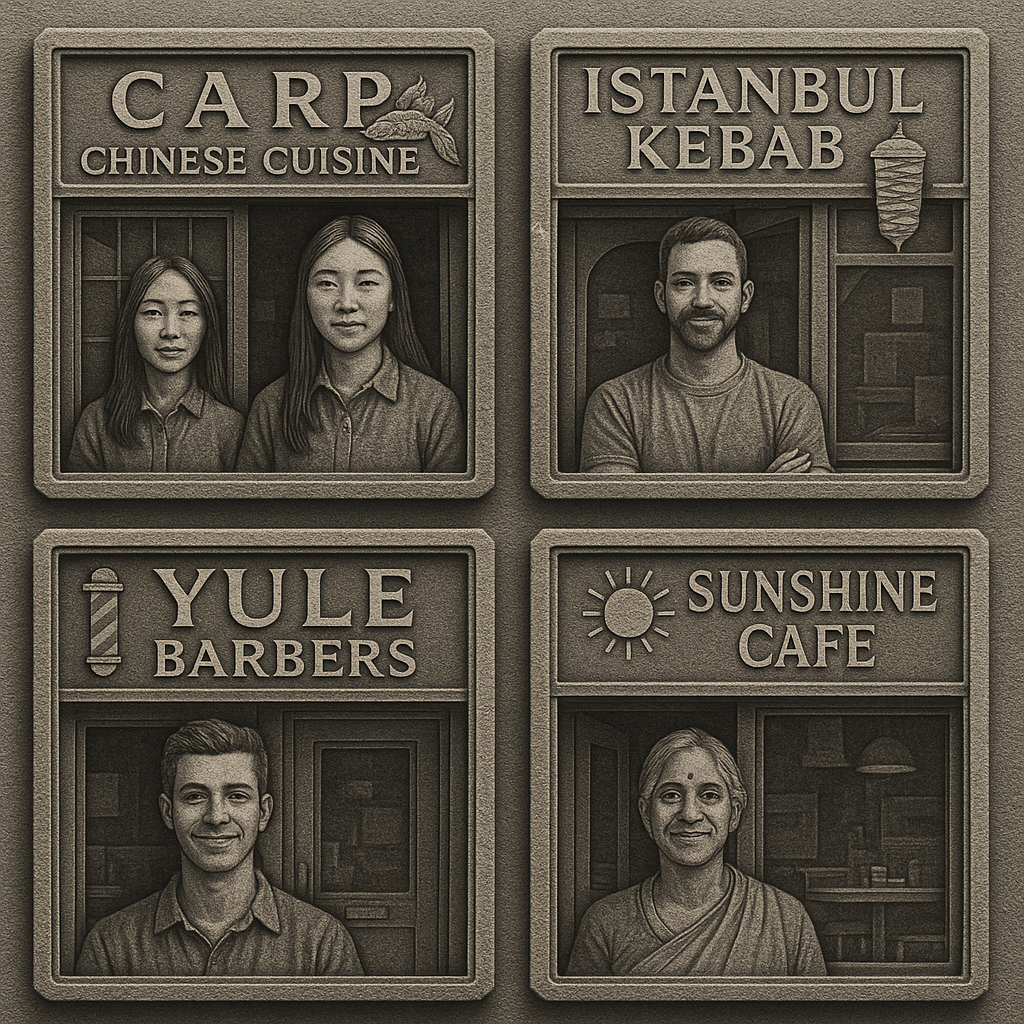 CARP
CHINESE CUISINE
ISTANBUL
KEBAB
YULE
BARBERS
SUNSHINE
CAFE